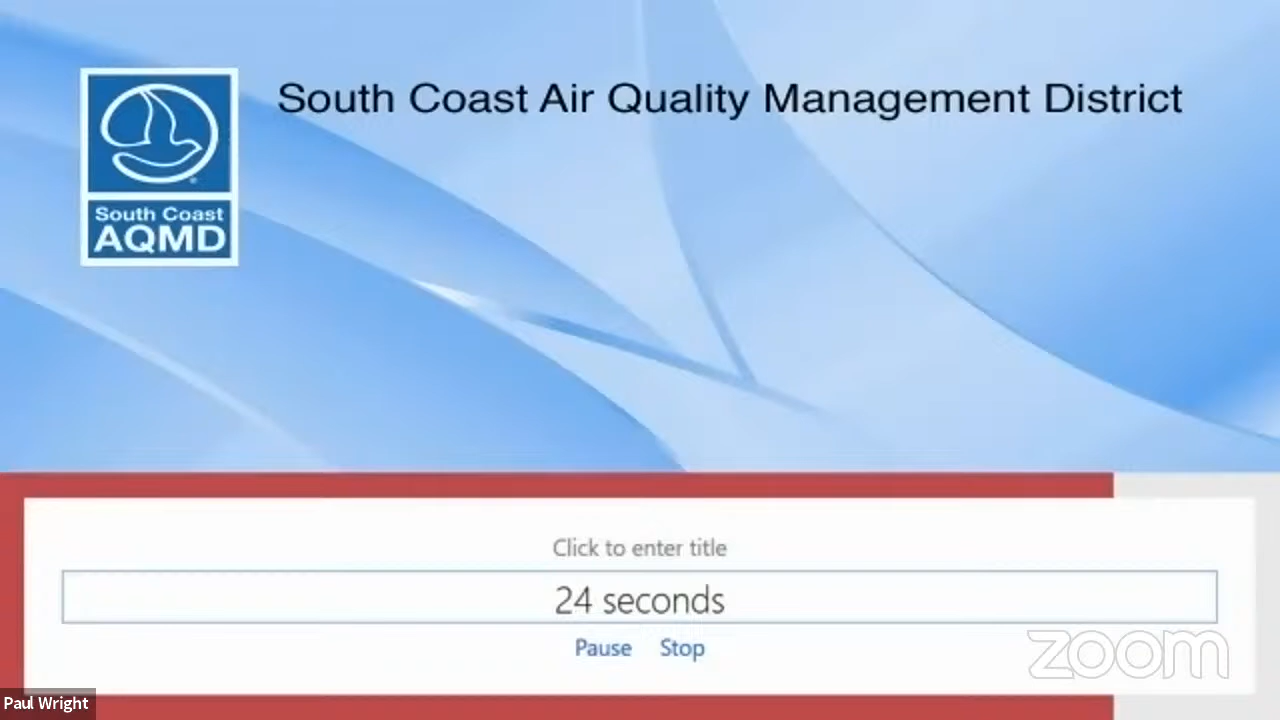 South Coast Air Quality Management District
South Coast
AQMD
Click to enter title
24 seconds
Pause Stop
zoom
Paul Wright